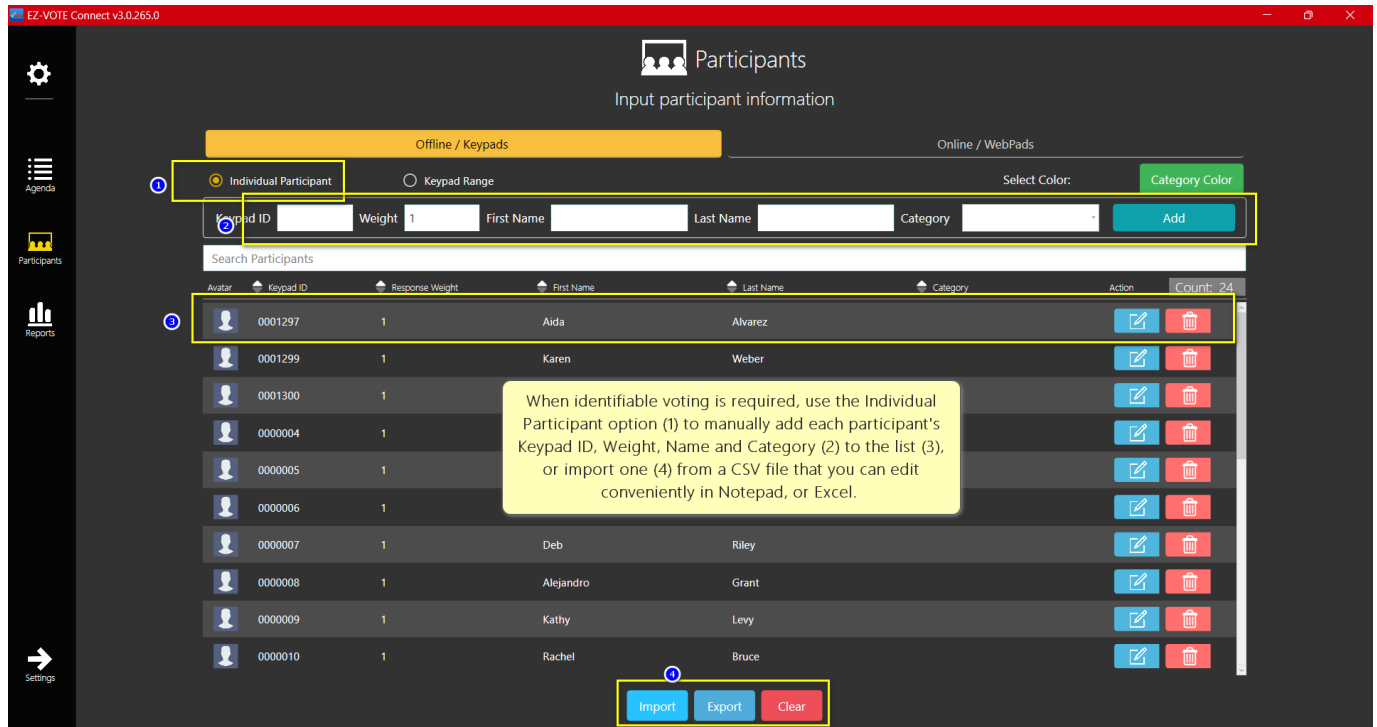 EZ-VOTE Connect v3.0.265.0
Participants
Input participant information
Offline / Keypads Online / WebPads
Agenda
1 Individual Participant Keypad Range Select Color: Category Color
2 Keypad ID Weight 1 First Name Last Name Category Add
Participants
Search Participants
Avatar Keypad ID Response Weight First Name Last Name Category Action Count: 24
Reports
3 0001297 1 Aida Alvarez
0001299 1 Karen Weber
0001300 1
0000004 1
0000005 1
0000006 1
When identifiable voting is required, use the Individual
Participant option (1) to manually add each participant's
Keypad ID, Weight, Name and Category (2) to the list (3),
or import one (4) from a CSV file that you can edit
conveniently in Notepad, or Excel.
0000007 1 Deb Riley
0000008 1 Alejandro Grant
0000009 1 Kathy Levy
0000010 1 Rachel Bruce
Settings
4
Import Export Clear